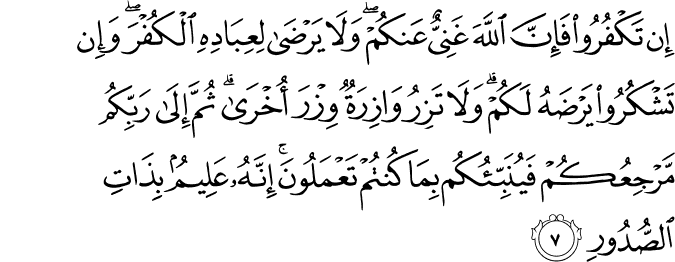 إِن تَكْفُرُوا۟ فَإِنَّ ٱللَّهَ غَنِىٌّ عَنكُمْ ۖ وَلَا يَرْضَىٰ لِعِبَادِهِ ٱلْكُفْرَ ۖ وَإِن
تَشْكُرُوا۟ يَرْضَهُ لَكُمْ ۗ وَلَا تَزِرُ وَازِرَةٌ وِزْرَ أُخْرَىٰ ۗ ثُمَّ إِلَىٰ رَبِّكُم
مَّرْجِعُكُمْ فَيُنَبِّئُكُم بِمَا كُنتُمْ تَعْمَلُونَ ۚ إِنَّهُۥ عَلِيمٌۢ بِذَاتِ
ٱلصُّدُورِ ٧